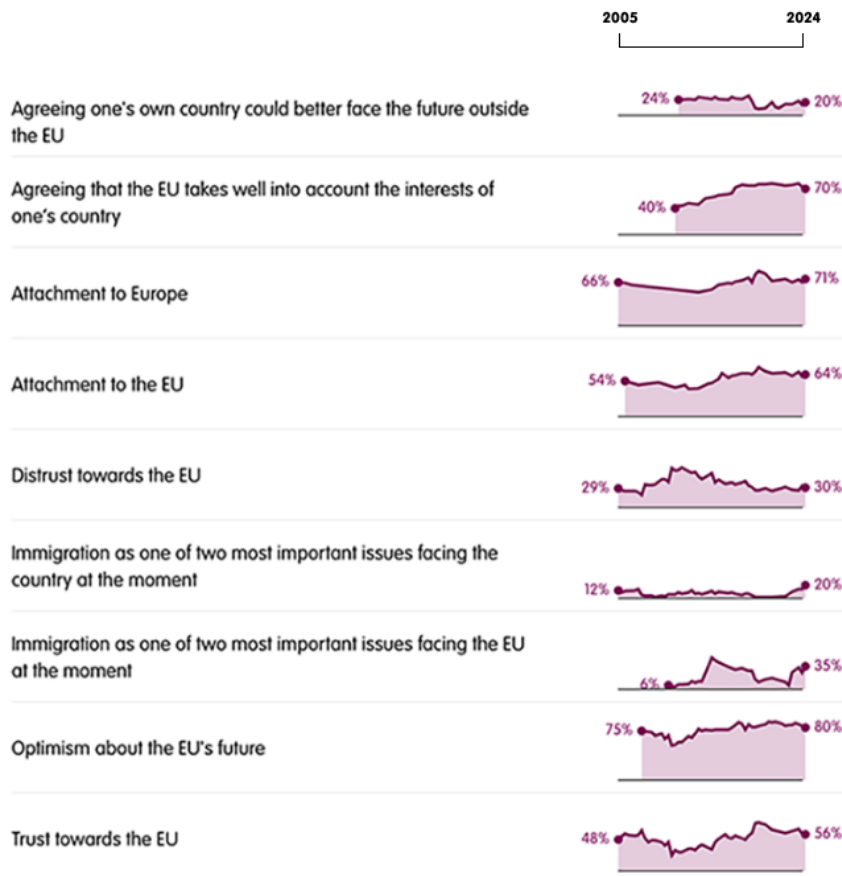 2005 2024
Agreeing one's own country could better face the future outside
the EU
24% 20%
Agreeing that the EU takes well into account the interests of
one's country
40% 70%
Attachment to Europe
66% 71%
Attachment to the EU
54% 64%
Distrust towards the EU
29% 30%
Immigration as one of two most important issues facing the
country at the moment
12% 20%
Immigration as one of two most important issues facing the EU
at the moment
6% 35%
Optimism about the EU's future
75% 80%
Trust towards the EU
48% 56%